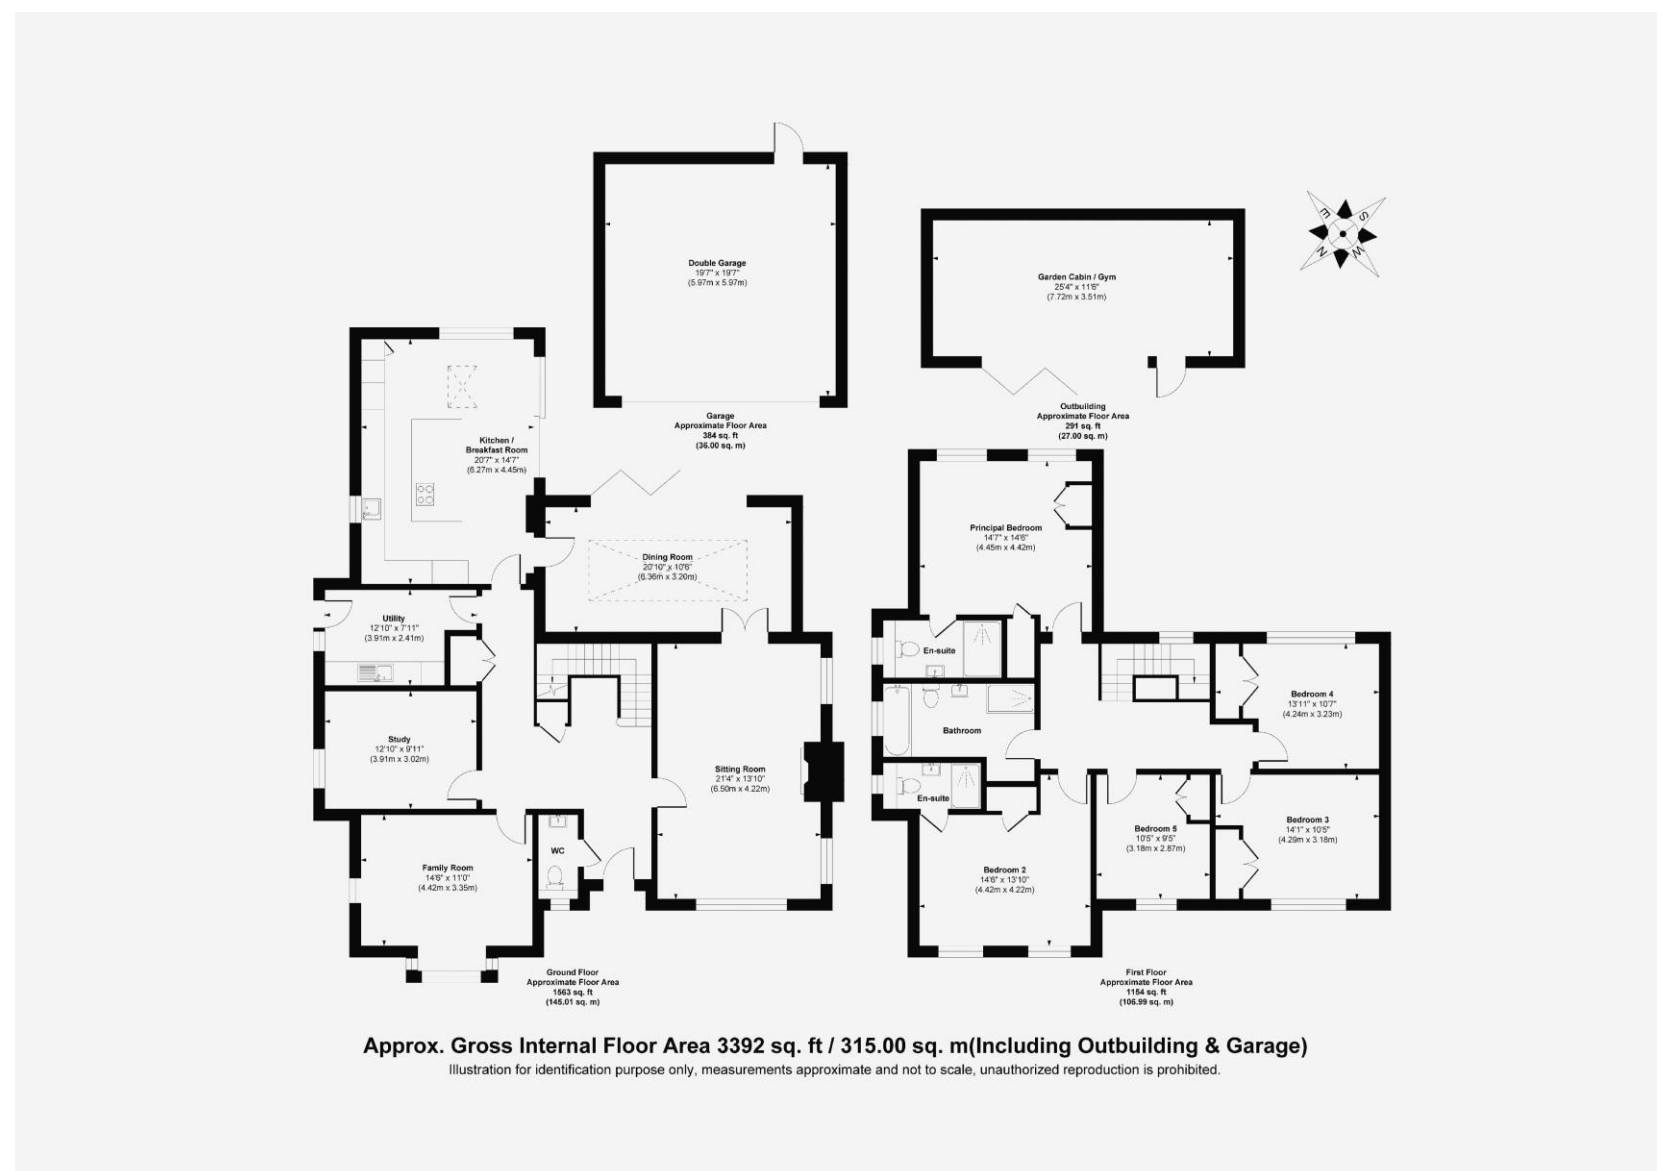 Double Garage
19'7" x 19'7"
(5.97m x 5.97m)
Garage
Approximate Floor Area
384 sq. ft
(36.00 sq. m)
Garden Cabin / Gym
25'4" x 11'6"
(7.72m x 3.51m)
Outbuilding
Approximate Floor Area
291 sq. ft
(27.00 sq. m)
E
S
N
W
Kitchen /
Breakfast Room
20'7" x 14'7"
(6.27m x 4.45m)
Dining Room
20'10" x 10'6"
(6.36m x 3.20m)
Utility
12'10" x 7'11"
(3.91m x 2.41m)
Study
12'10" x 9'11"
(3.91m x 3.02m)
Sitting Room
21'4" x 13'10"
(6.50m x 4.22m)
WC
Family Room
14'6" x 11'0"
(4.42m x 3.35m)
Ground Floor
Approximate Floor Area
1563 sq. ft
(145.01 sq. m)
Principal Bedroom
14'7" x 14'6"
(4.45m x 4.42m)
En-suite
Bathroom
En-suite
Bedroom 4
13'11" x 10'7"
(4.24m x 3.23m)
Bedroom 3
14'1" x 10'5"
(4.29m x 3.18m)
Bedroom 5
10'5" x 9'5"
(3.18m x 2.87m)
Bedroom 2
14'6" x 13'10"
(4.42m x 4.22m)
First Floor
Approximate Floor Area
1154 sq. ft
(106.99 sq. m)
Approx. Gross Internal Floor Area 3392 sq. ft / 315.00 sq. m(Including Outbuilding & Garage)
Illustration for identification purpose only, measurements approximate and not to scale, unauthorized reproduction is prohibited.